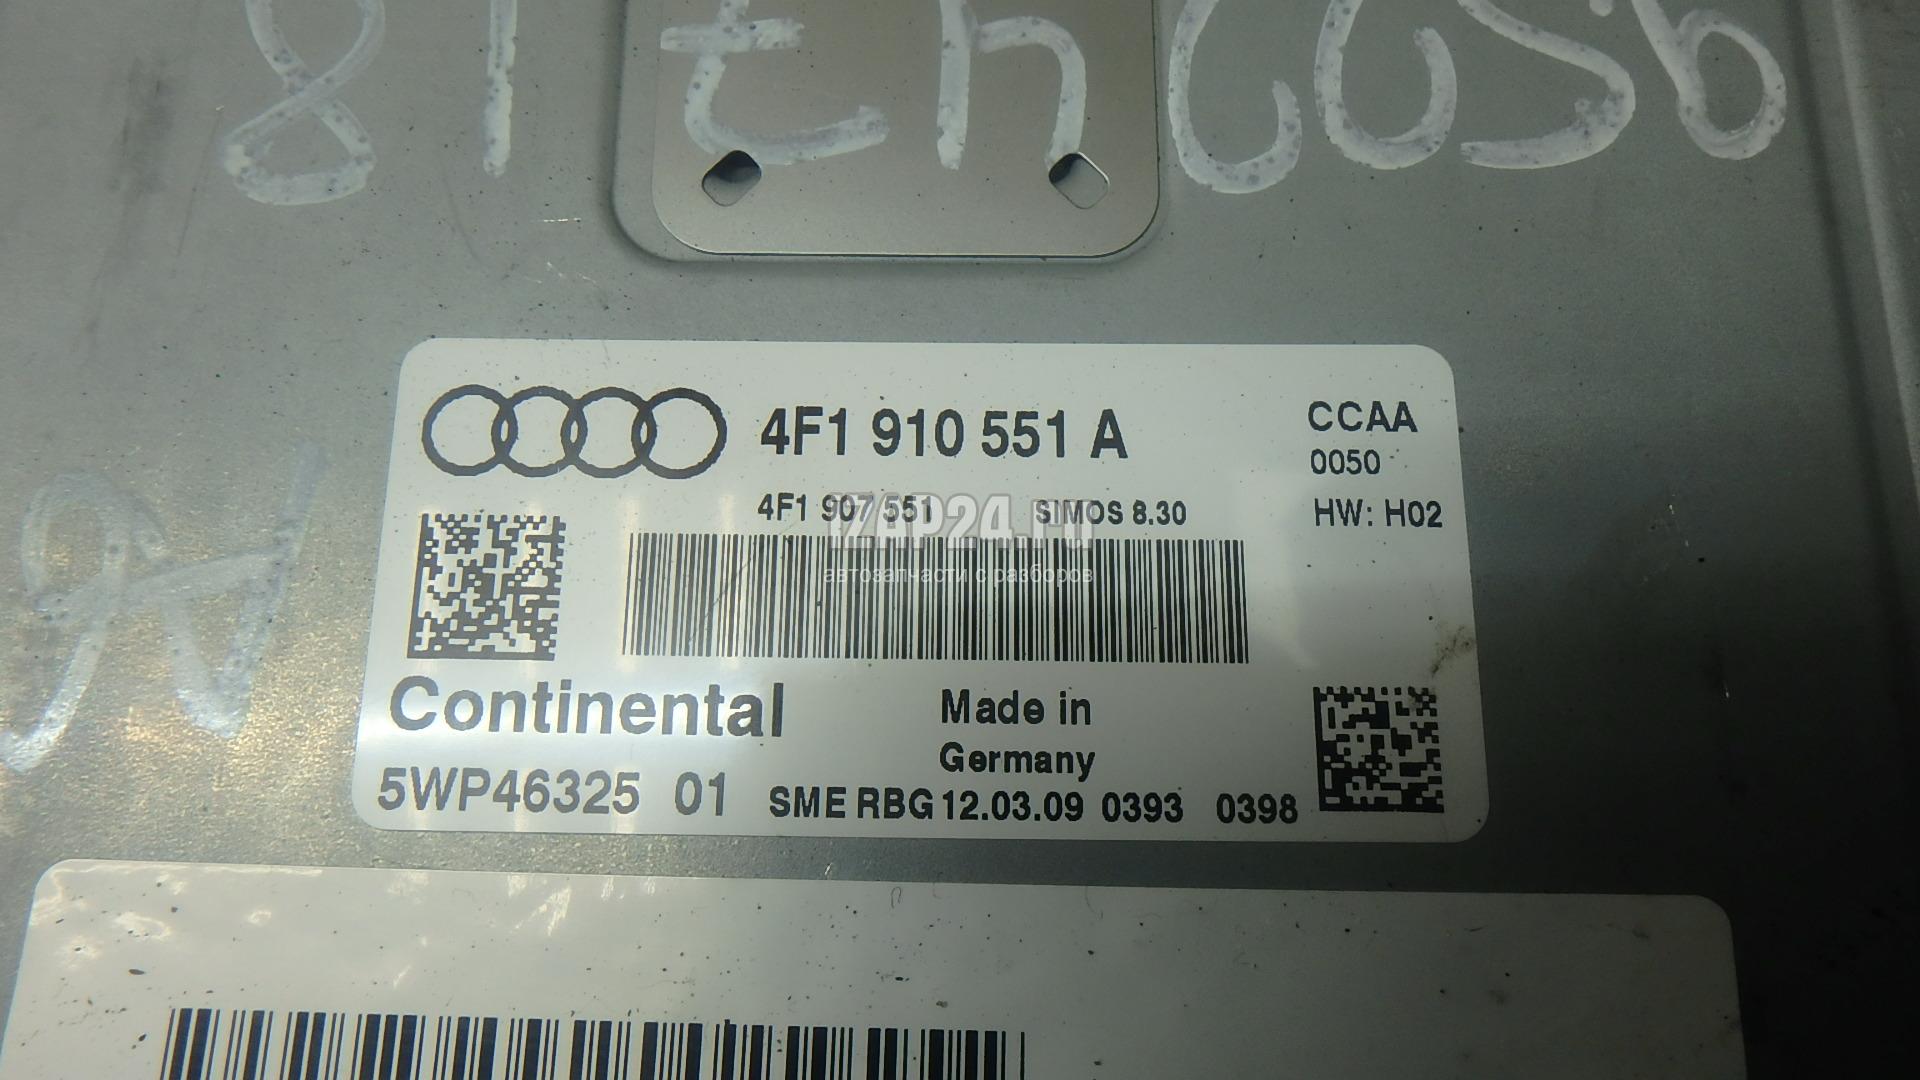 4F1 910 551 A
CCAA
0050
4F1 907 551
SIMOS 8.30
HW: H02
IZAP24.ru
автозапчасти с разборов
Continental
Made in
Germany
5WP46325 01
SME RBG 12.03.09 0393 0398
A6